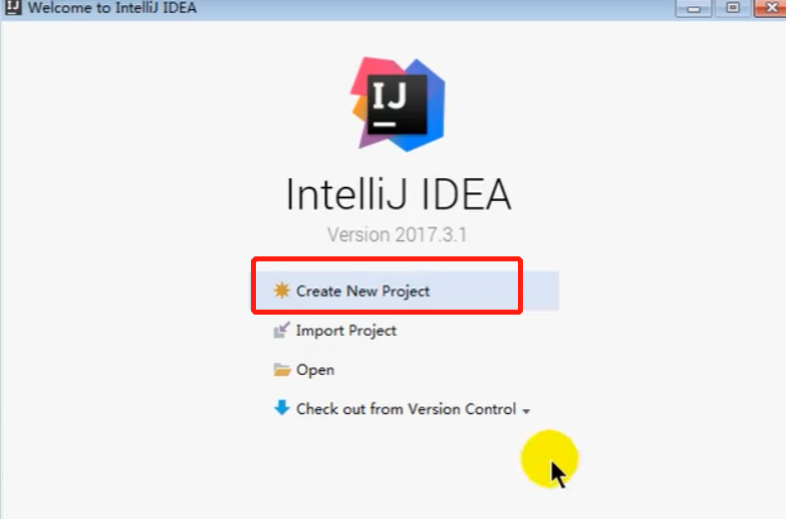 Welcome to IntelliJ IDEA
IJ
IntelliJ IDEA
Version 2017.3.1
Create New Project
Import Project
Open
Check out from Version Control